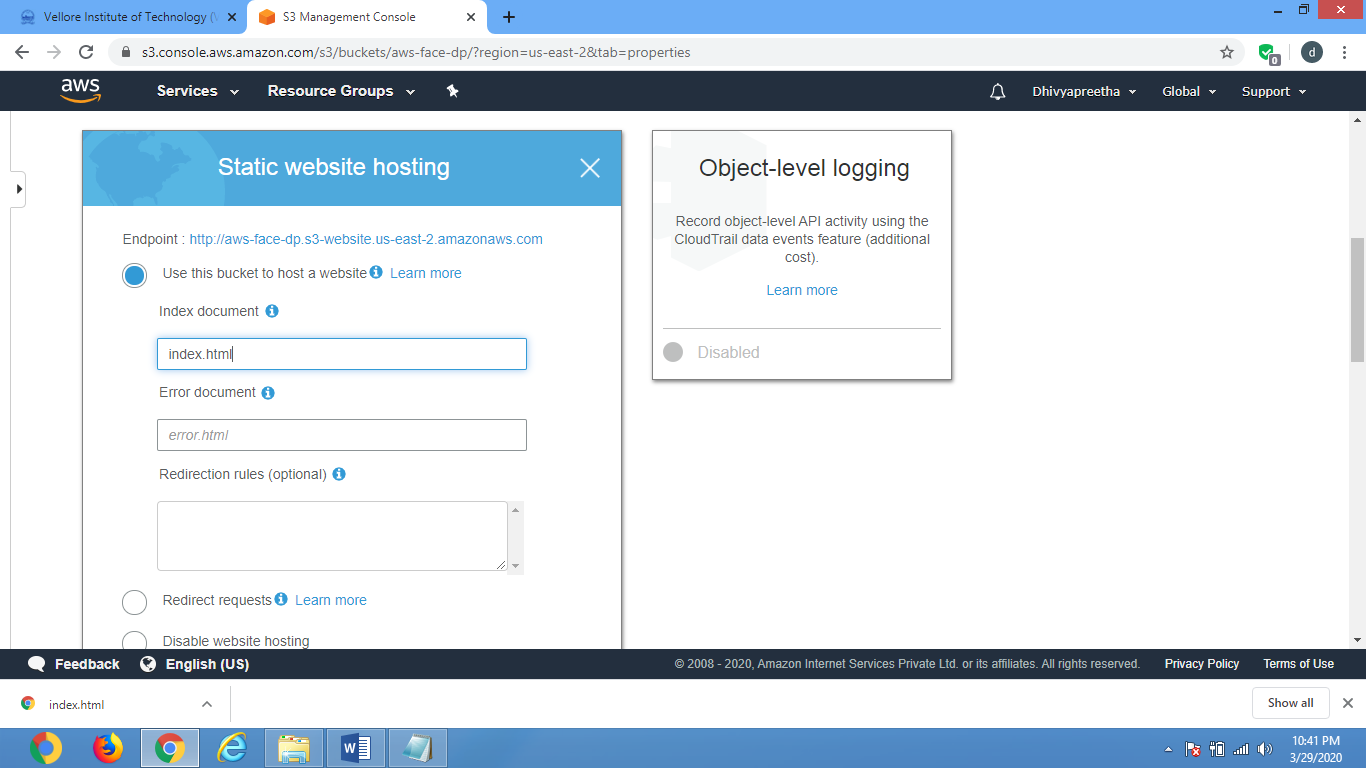 Vellore Institute of Technology (
S3 Management Console
s3.console.aws.amazon.com/s3/buckets/aws-face-dp/?region=us-east-2&tab=properties
0
d
aws
Services
Resource Groups
Dhivyapreetha
Global
Support
Static website hosting
Endpoint : http://aws-face-dp.s3-website.us-east-2.amazonaws.com
Use this bucket to host a website
Learn more
Index document
index.html
Error document
error.html
Redirection rules (optional)
Redirect requests
Learn more
Disable website hosting
Object-level logging
Record object-level API activity using the
CloudTrail data events feature (additional
cost).
Learn more
Disabled
Feedback
English (US)
© 2008 - 2020, Amazon Internet Services Private Ltd. or its affiliates. All rights reserved.
Privacy Policy
Terms of Use
index.html
Show all
10:41 PM
3/29/2020